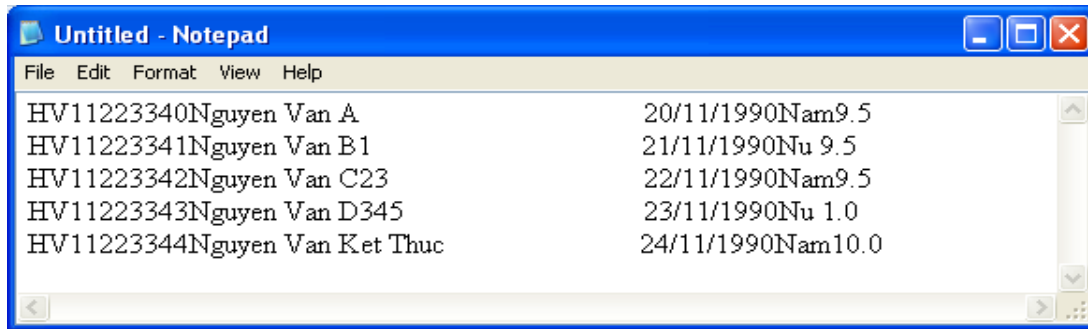 Untitled - Notepad
File Edit Format View Help
HV11223340Nguyen Van A 20/11/1990Nam9.5
HV11223341Nguyen Van B1 21/11/1990Nu 9.5
HV11223342Nguyen Van C23 22/11/1990Nam9.5
HV11223343Nguyen Van D345 23/11/1990Nu 1.0
HV11223344Nguyen Van Ket Thuc 24/11/1990Nam10.0